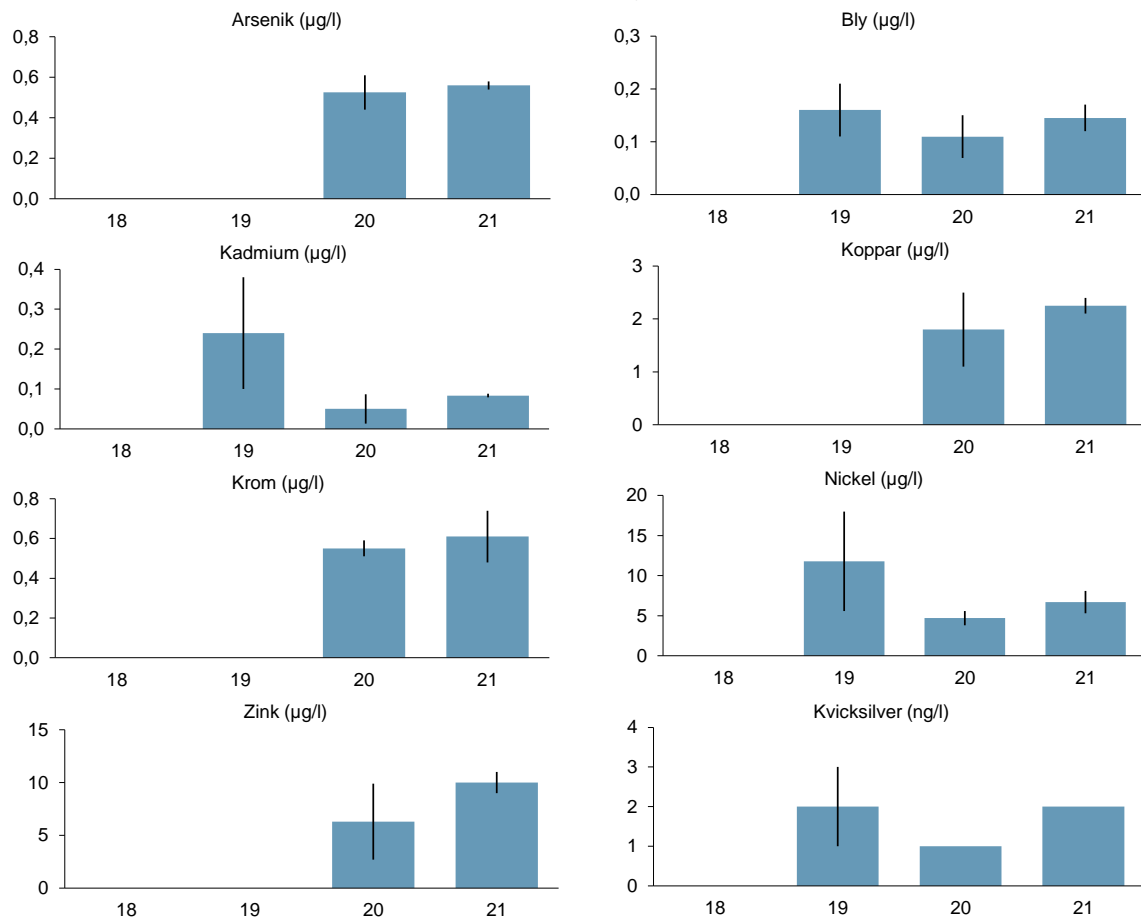 Arsenik (µg/l)
0,8
0,6
0,4
0,2
0,0
18 19 20 21
Bly (µg/l)
0,3
0,2
0,1
0,0
18 19 20 21
Kadmium (µg/l)
0,4
0,3
0,2
0,1
0,0
18 19 20 21
Koppar (µg/l)
3
2
1
0
18 19 20 21
Krom (µg/l)
0,8
0,6
0,4
0,2
0,0
18 19 20 21
Nickel (µg/l)
20
15
10
5
0
18 19 20 21
Zink (µg/l)
15
10
5
0
18 19 20 21
Kvicksilver (ng/l)
4
3
2
1
0
18 19 20 21